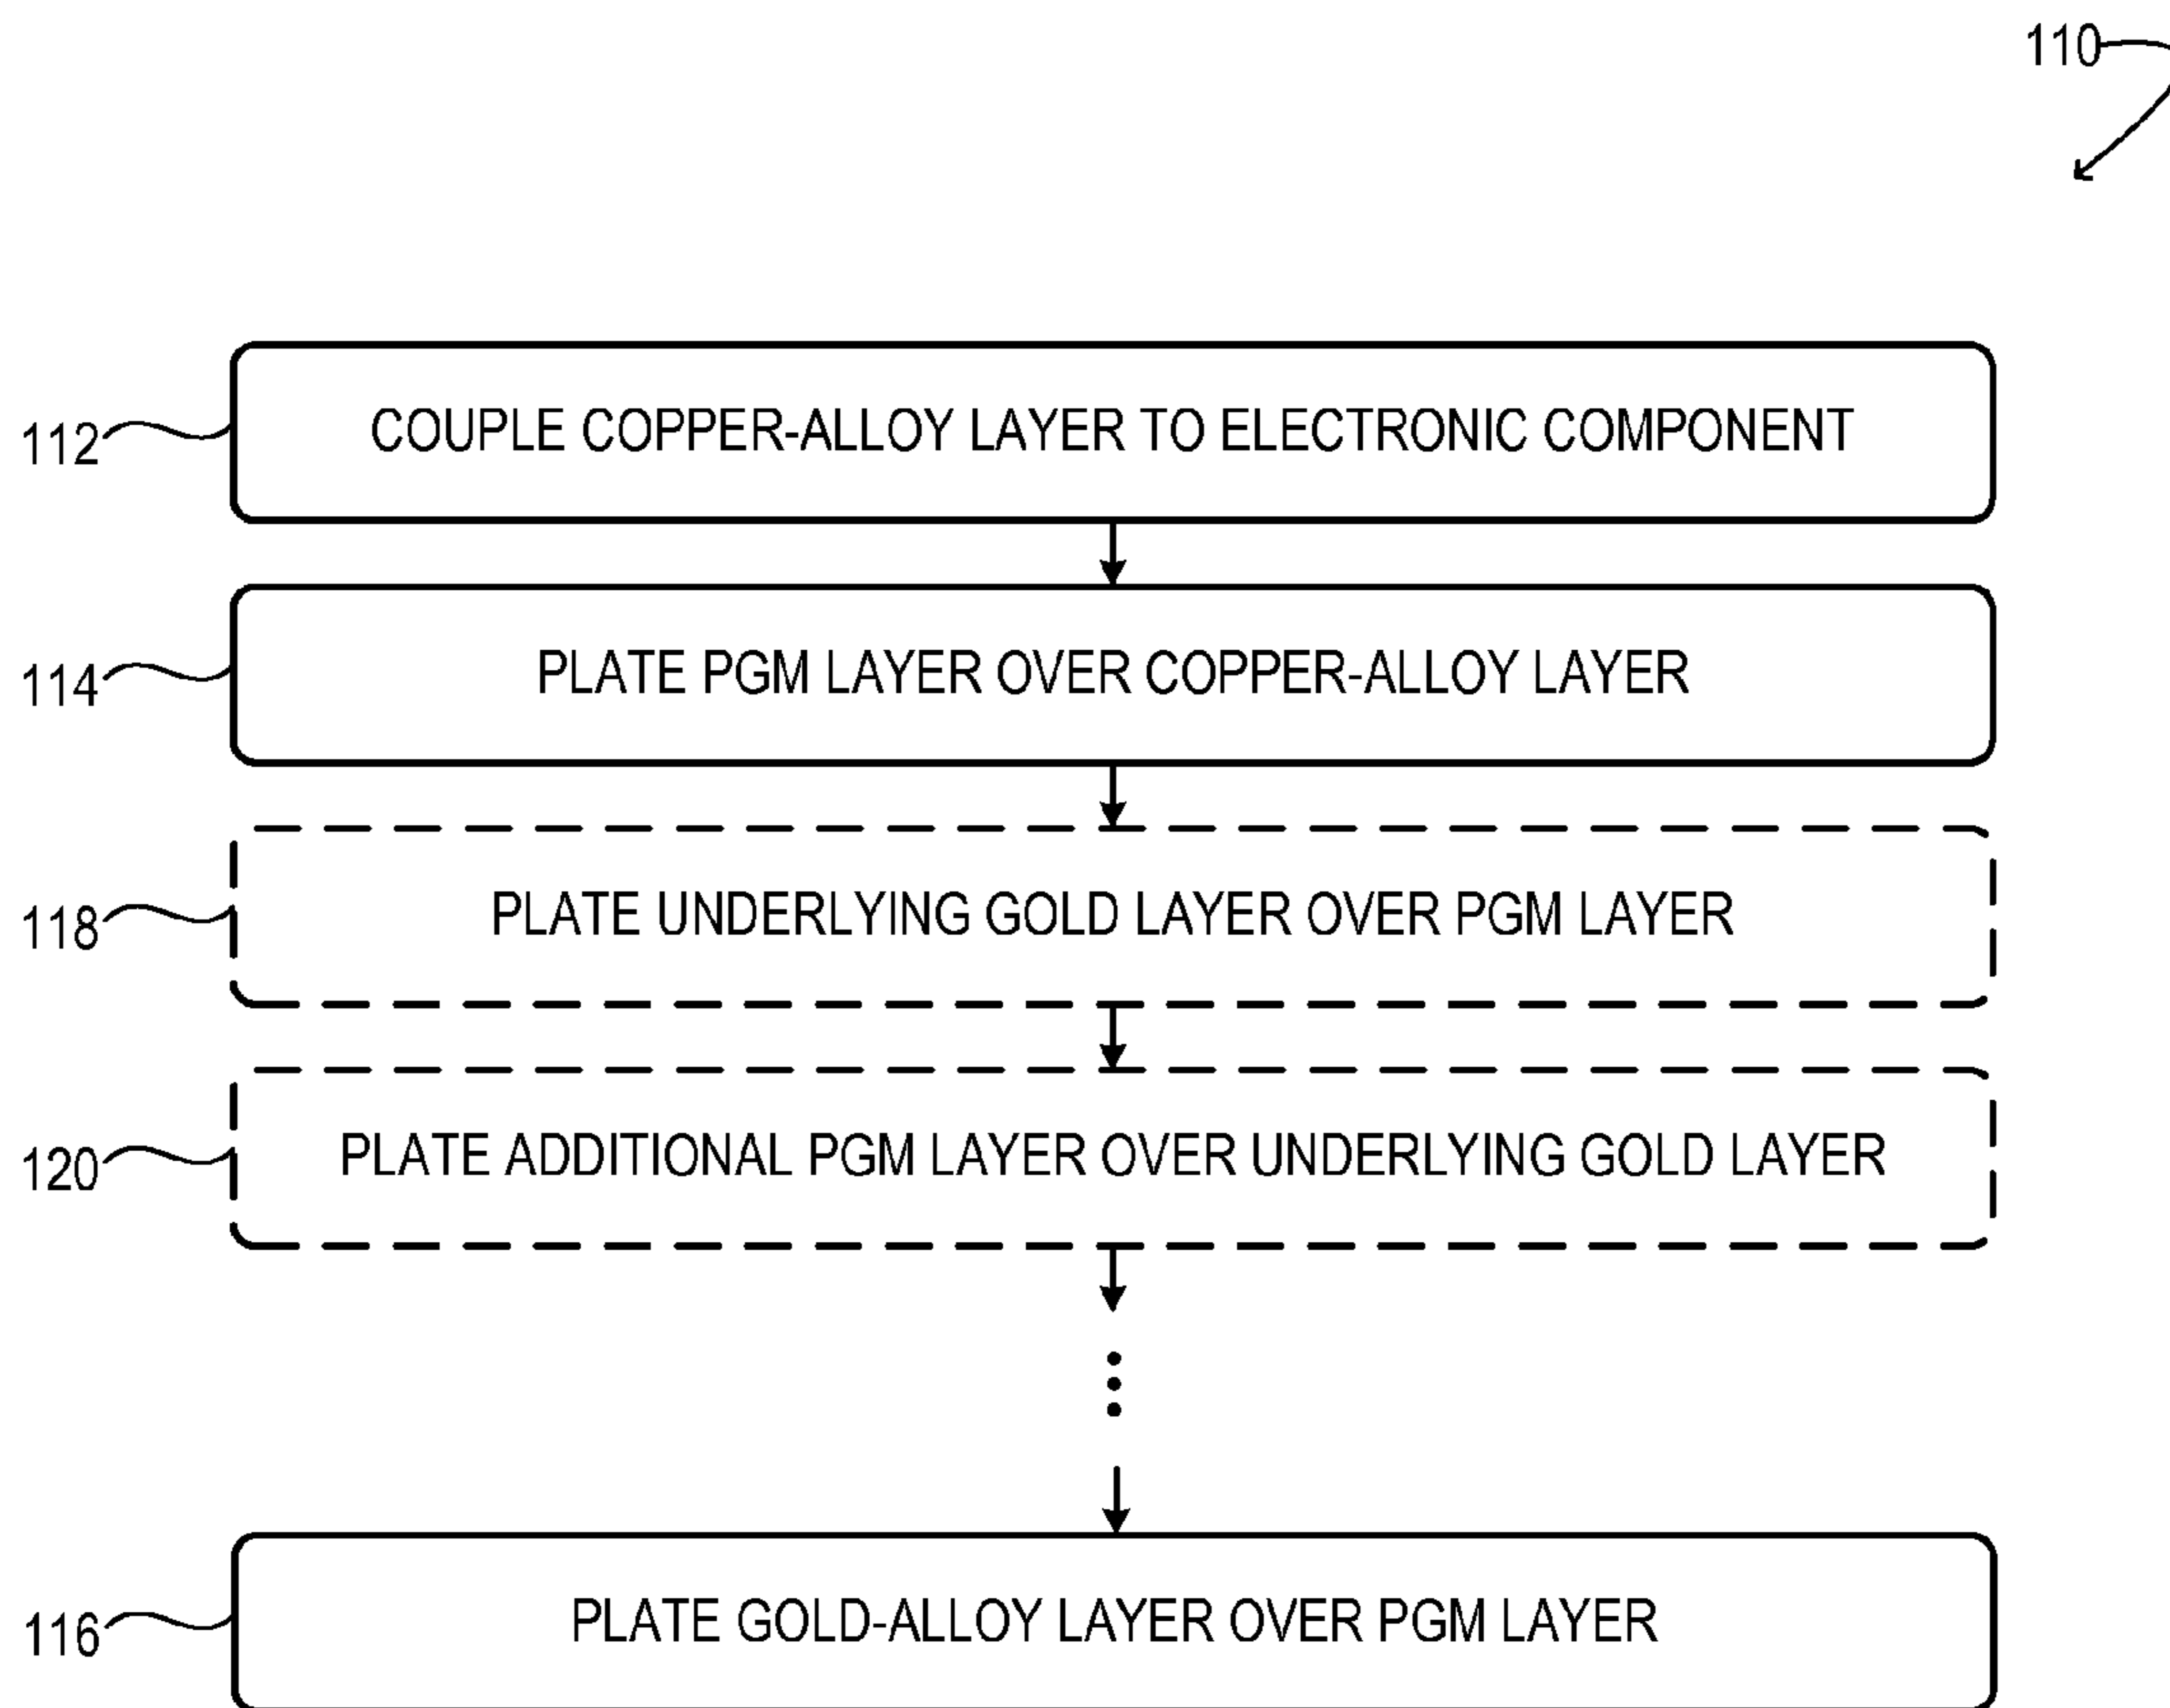 110
112 COUPLE COPPER-ALLOY LAYER TO ELECTRONIC COMPONENT
114 PLATE PGM LAYER OVER COPPER-ALLOY LAYER
118 PLATE UNDERLYING GOLD LAYER OVER PGM LAYER
120 PLATE ADDITIONAL PGM LAYER OVER UNDERLYING GOLD LAYER
116 PLATE GOLD-ALLOY LAYER OVER PGM LAYER